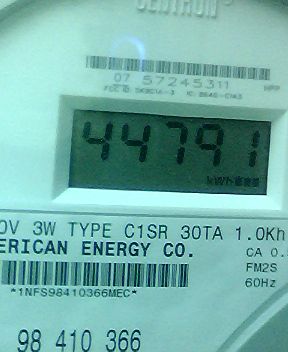 CENTRON
07 57245311
44791
kWh
0V 3W TYPE C1SR 30TA 1.0Kh
ERICAN ENERGY CO.
CA 0.
FM2S
*1NFS98410366MEC*
60Hz
98 410 366